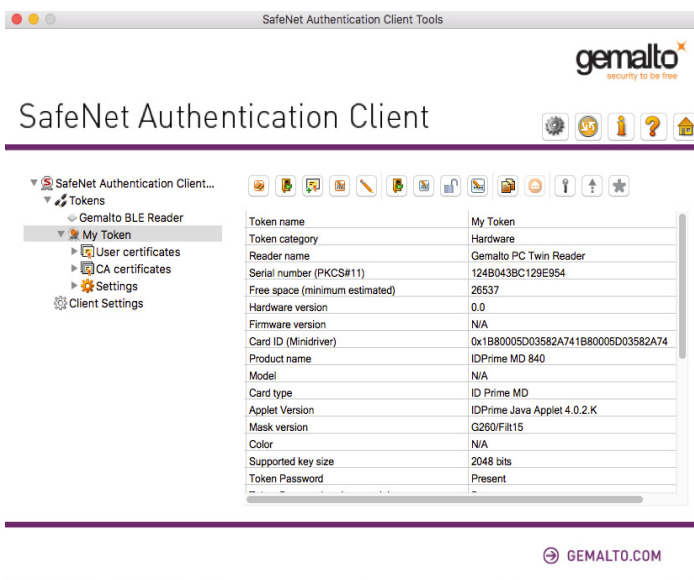 SafeNet Authentication Client Tools
gemalto
security to be free
SafeNet Authentication Client
SafeNet Authentication Client...
Tokens
Gemalto BLE Reader
My Token
User certificates
CA certificates
Settings
Client Settings
Token name My Token
Token category Hardware
Reader name Gemalto PC Twin Reader
Serial number (PKCS#11) 124B043BC129E954
Free space (minimum estimated) 26537
Hardware version 0.0
Firmware version N/A
Card ID (Minidriver) 0x1B80005D03582A741B80005D03582A74
Product name IDPrime MD 840
Model N/A
Card type ID Prime MD
Applet Version IDPrime Java Applet 4.0.2.K
Mask version G260/Filt15
Color N/A
Supported key size 2048 bits
Token Password Present
GEMALTO.COM